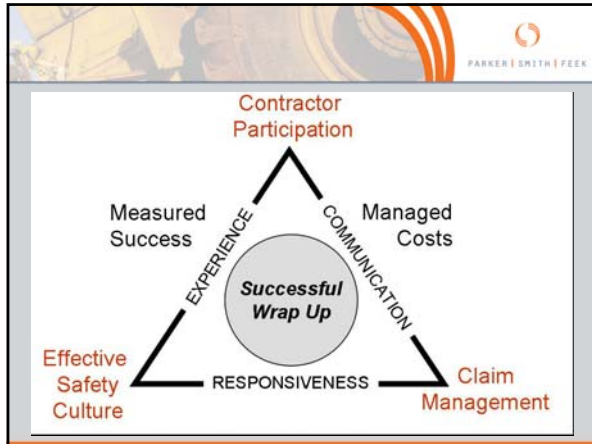 PARKER | SMITH | FEEK
Contractor
Participation
Measured
Success
Managed
Costs
EXPERIENCE
COMMUNICATION
Successful
Wrap Up
Effective
Safety
Culture
RESPONSIVENESS
Claim
Management